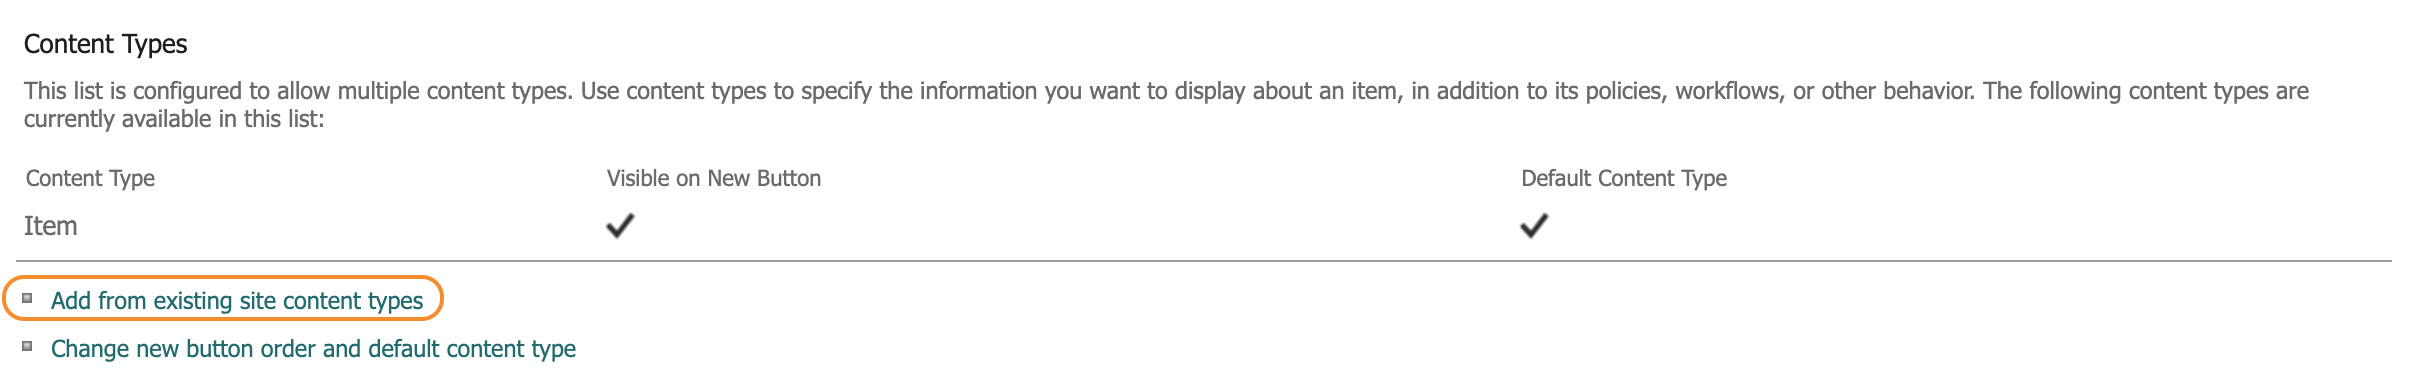 Content Types
This list is configured to allow multiple content types. Use content types to specify the information you want to display about an item, in addition to its policies, workflows, or other behavior. The following content types are
currently available in this list:
Content Type Visible on New Button Default Content Type
Item
Add from existing site content types
Change new button order and default content type